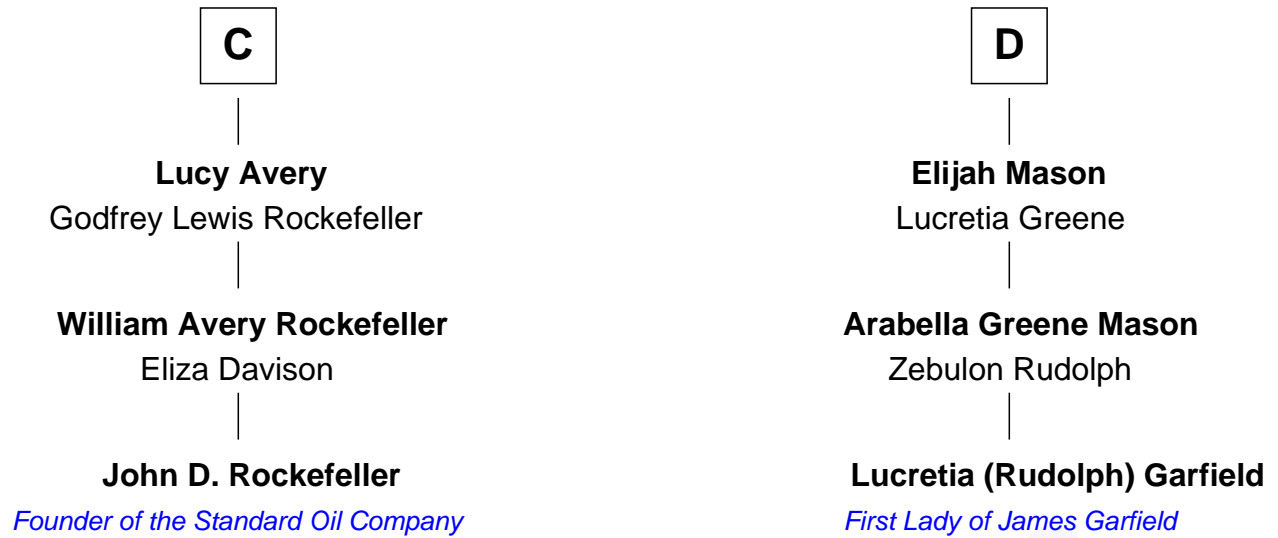 C
Lucy Avery
Godfrey Lewis Rockefeller
William Avery Rockefeller
Eliza Davison
John D. Rockefeller
Founder of the Standard Oil Company
D
Elijah Mason
Lucretia Greene
Arabella Greene Mason
Zebulon Rudolph
Lucretia (Rudolph) Garfield
First Lady of James Garfield